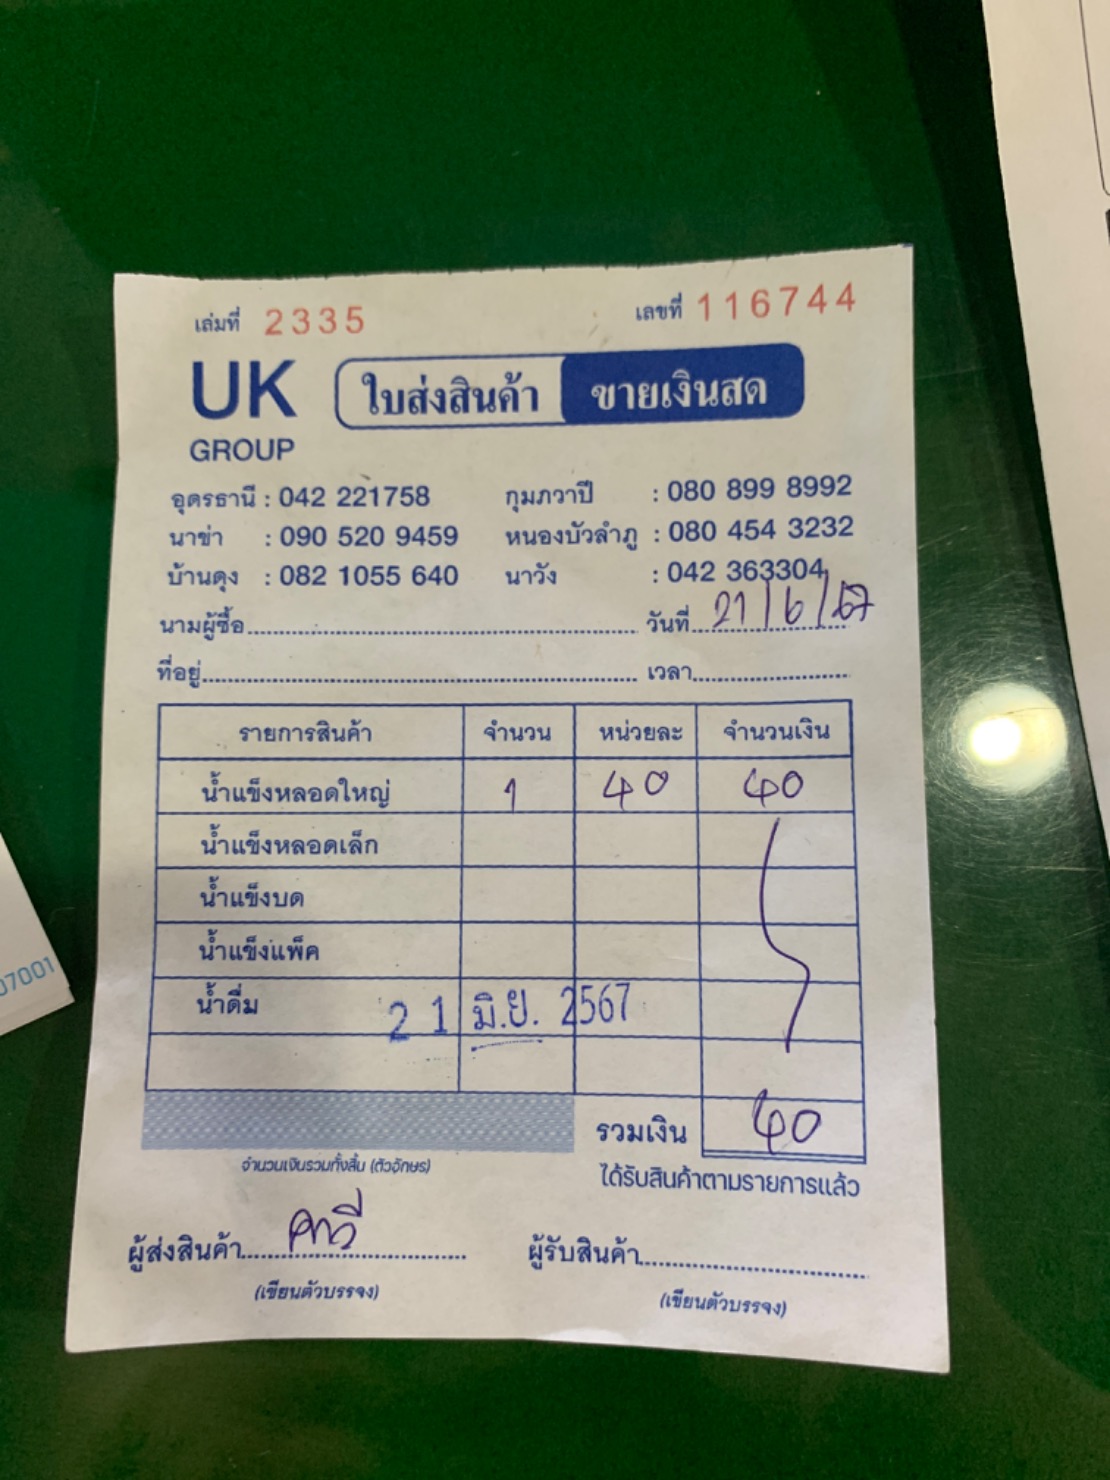 เล่มที่ 2335 เลขที่ 116744
UK GROUP
ใบส่งสินค้า ขายเงินสด
อุดรธานี : 042 221758 กุมภวาปี : 080 899 8992
นาข่า : 090 520 9459 หนองบัวลำภู : 080 454 3232
บ้านดุง : 082 1055 640 นาวัง : 042 363304
นามผู้ซื้อ วันที่ 21/6/67
ที่อยู่ เวลา
รายการสินค้า จำนวน หน่วยละ จำนวนเงิน
น้ำแข็งหลอดใหญ่ 1 40 40
น้ำแข็งหลอดเล็ก
น้ำแข็งบด
น้ำแข็งแพ็ค
น้ำดื่ม
21 มิ.ย. 2567
รวมเงิน 40
จำนวนเงินรวมทั้งสิ้น (ตัวอักษร) ได้รับสินค้าตามรายการแล้ว
ผู้ส่งสินค้า ผู้รับสินค้า
(เขียนตัวบรรจง) (เขียนตัวบรรจง)
07001